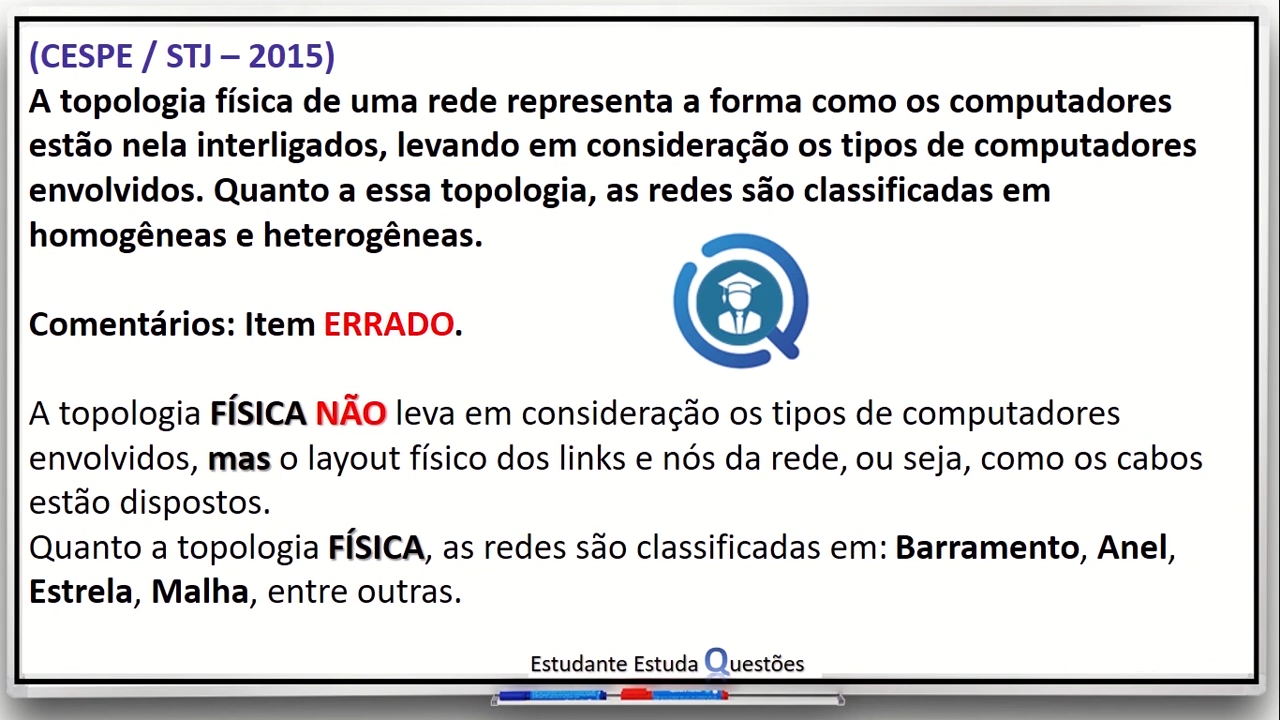 (CESPE / STJ – 2015)
A topologia física de uma rede representa a forma como os computadores
estão nela interligados, levando em consideração os tipos de computadores
envolvidos. Quanto a essa topologia, as redes são classificadas em
homogêneas e heterogêneas.
Comentários: Item ERRADO.
A topologia FÍSICA NÃO leva em consideração os tipos de computadores
envolvidos, mas o layout físico dos links e nós da rede, ou seja, como os cabos
estão dispostos.
Quanto a topologia FÍSICA, as redes são classificadas em: Barramento, Anel,
Estrela, Malha, entre outras.
Estudante Estuda Questões